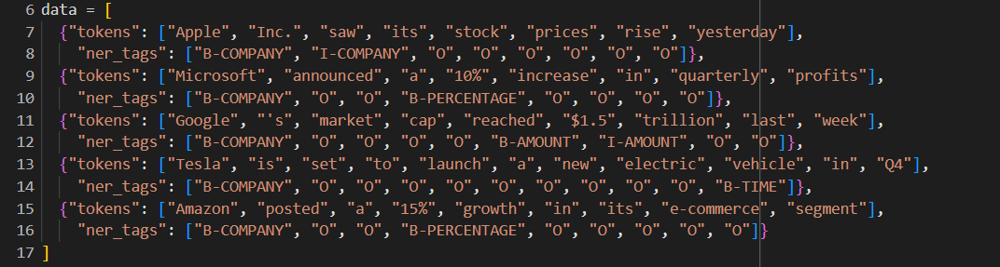 6 data = [
7 {"tokens": ["Apple", "Inc.", "saw", "its", "stock", "prices", "rise", "yesterday"],
8 "ner_tags": ["B-COMPANY", "I-COMPANY", "O", "O", "O", "O", "O", "O"]},
9 {"tokens": ["Microsoft", "announced", "a", "10%", "increase", "in", "quarterly", "profits"],
10 "ner_tags": ["B-COMPANY", "O", "O", "B-PERCENTAGE", "O", "O", "O", "O"]},
11 {"tokens": ["Google", "'s", "market", "cap", "reached", "$1.5", "trillion", "last", "week"],
12 "ner_tags": ["B-COMPANY", "O", "O", "O", "O", "B-AMOUNT", "I-AMOUNT", "O", "O"]},
13 {"tokens": ["Tesla", "is", "set", "to", "launch", "a", "new", "electric", "vehicle", "in", "Q4"],
14 "ner_tags": ["B-COMPANY", "O", "O", "O", "O", "O", "O", "O", "O", "O", "B-TIME"]},
15 {"tokens": ["Amazon", "posted", "a", "15%", "growth", "in", "its", "e-commerce", "segment"],
16 "ner_tags": ["B-COMPANY", "O", "O", "B-PERCENTAGE", "O", "O", "O", "O", "O"]}
17 ]